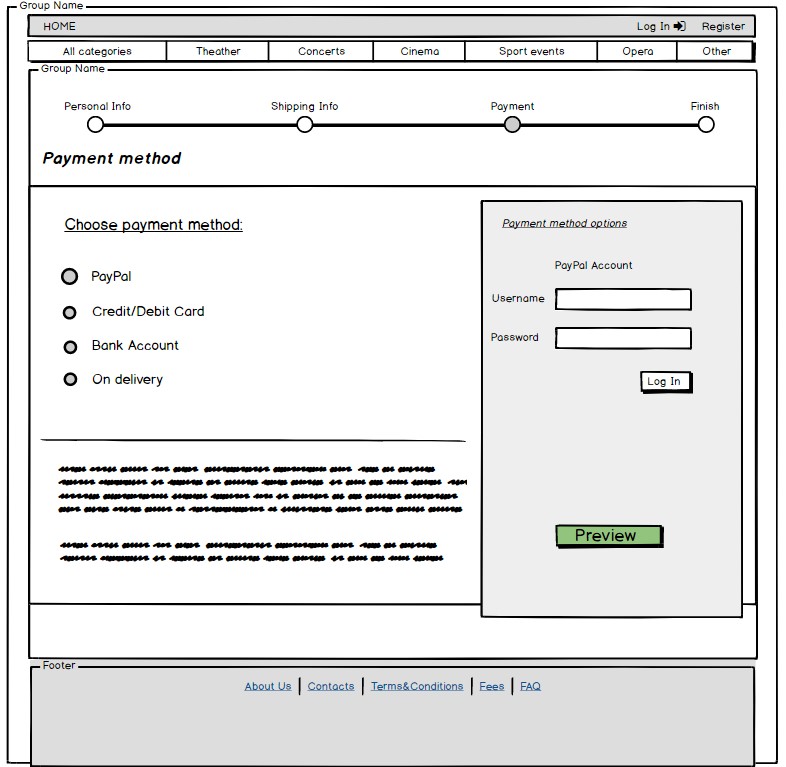 Group Name
HOME Log In Register
All categories Theather Concerts Cinema Sport events Opera Other
Group Name
Personal Info Shipping Info Payment Finish
Payment method
Choose payment method:
PayPal
Credit/Debit Card
Bank Account
On delivery
Payment method options
PayPal Account
Username
Password
Log In
Preview
Footer
About Us | Contacts | Terms&Conditions | Fees | FAQ